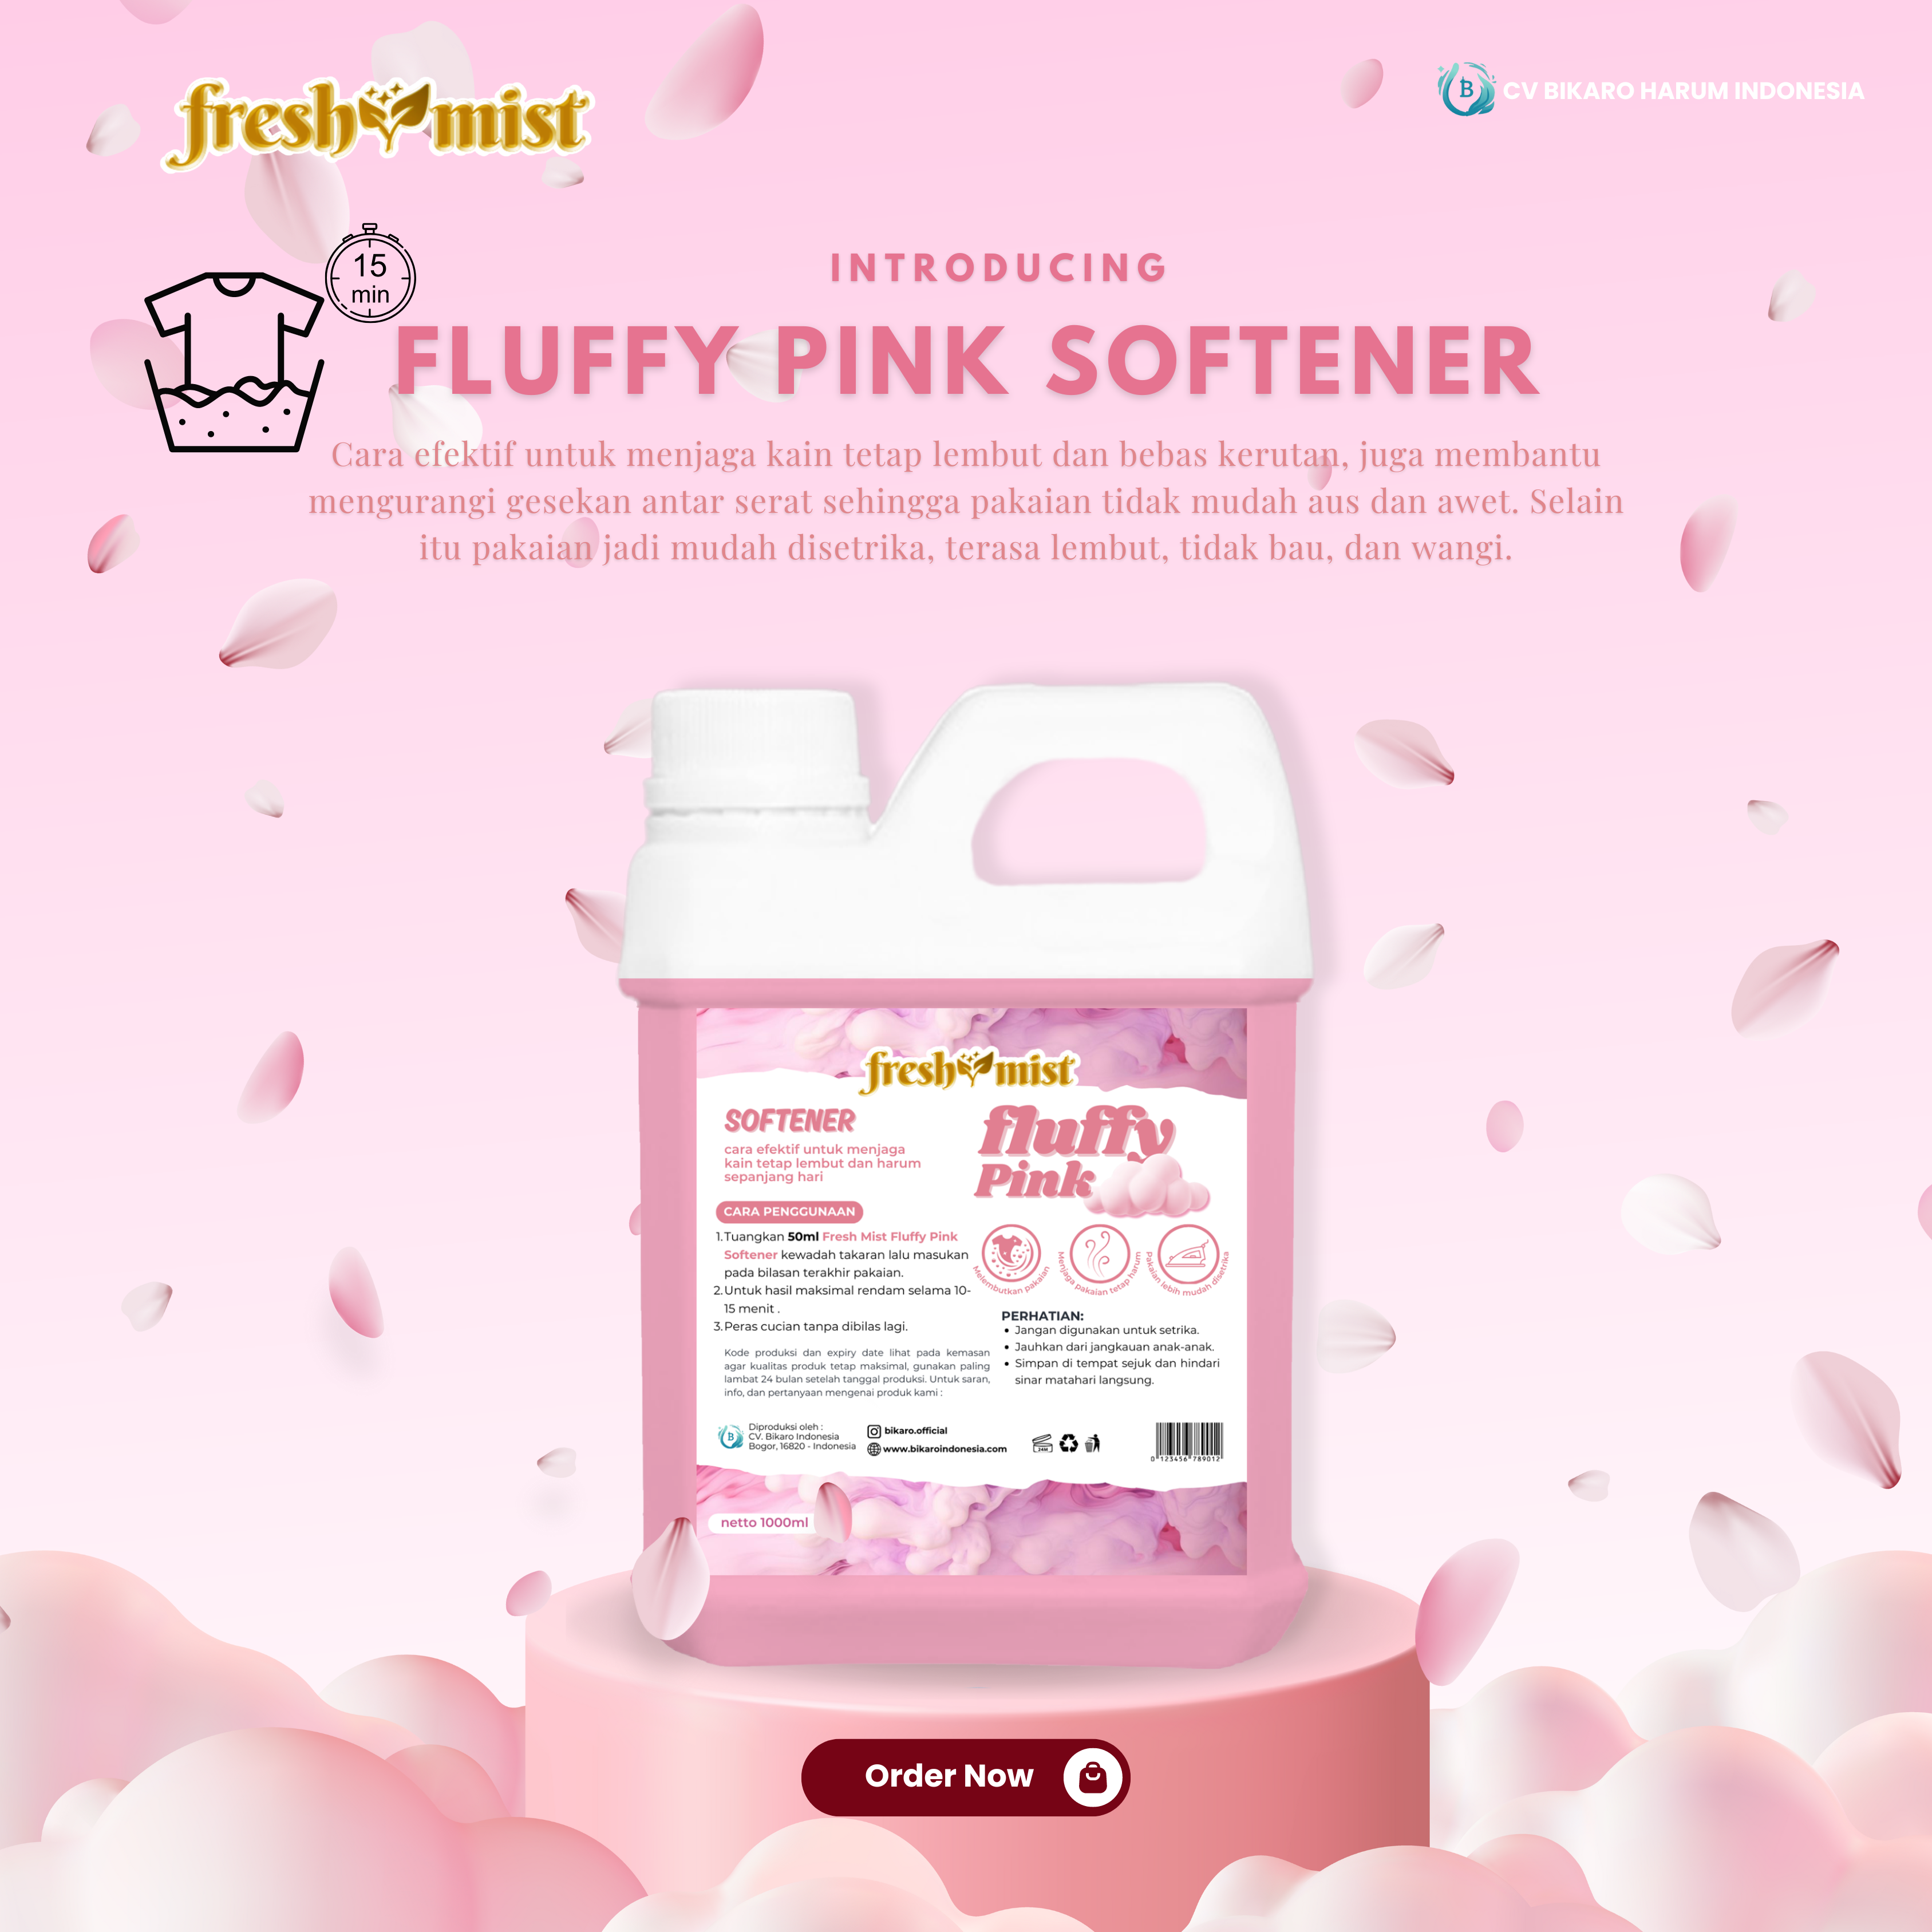 fresh mist
CV BIKARO HARUM INDONESIA
B
15
min
INTRODUCING
FLUFFY PINK SOFTENER
Cara efektif untuk menjaga kain tetap lembut dan bebas kerutan, juga membantu
mengurangi gesekan antar serat sehingga pakaian tidak mudah aus dan awet. Selain
itu pakaian jadi mudah disetrika, terasa lembut, tidak bau, dan wangi.
fresh mist
SOFTENER
cara efektif untuk menjaga
kain tetap lembut dan harum
sepanjang hari
CARA PENGGUNAAN
1.Tuangkan 50ml Fresh Mist Fluffy Pink
Softener kewadah takaran lalu masukan
pada bilasan terakhir pakaian.
2.Untuk hasil maksimal rendam selama 10-
15 menit .
3.Peras cucian tanpa dibilas lagi.
Kode produksi dan expiry date lihat pada kemasan
agar kualitas produk tetap maksimal, gunakan paling
lambat 24 bulan setelah tanggal produksi. Untuk saran,
info, dan pertanyaan mengenai produk kami :
fluffy
Pink
Melembutkan pakaian
Menjaga pakaian tetap harum
Pakaian lebih mudah disetrika
PERHATIAN:
• Jangan digunakan untuk setrika.
• Jauhkan dari jangkauan anak-anak.
• Simpan di tempat sejuk dan hindari
sinar matahari langsung.
B
Diproduksi oleh :
CV. Bikaro Indonesia
Bogor, 16820 - Indonesia
bikaro.official
www.bikaroindonesia.com
24M
0 123456 789012
netto 1000ml
Order Now